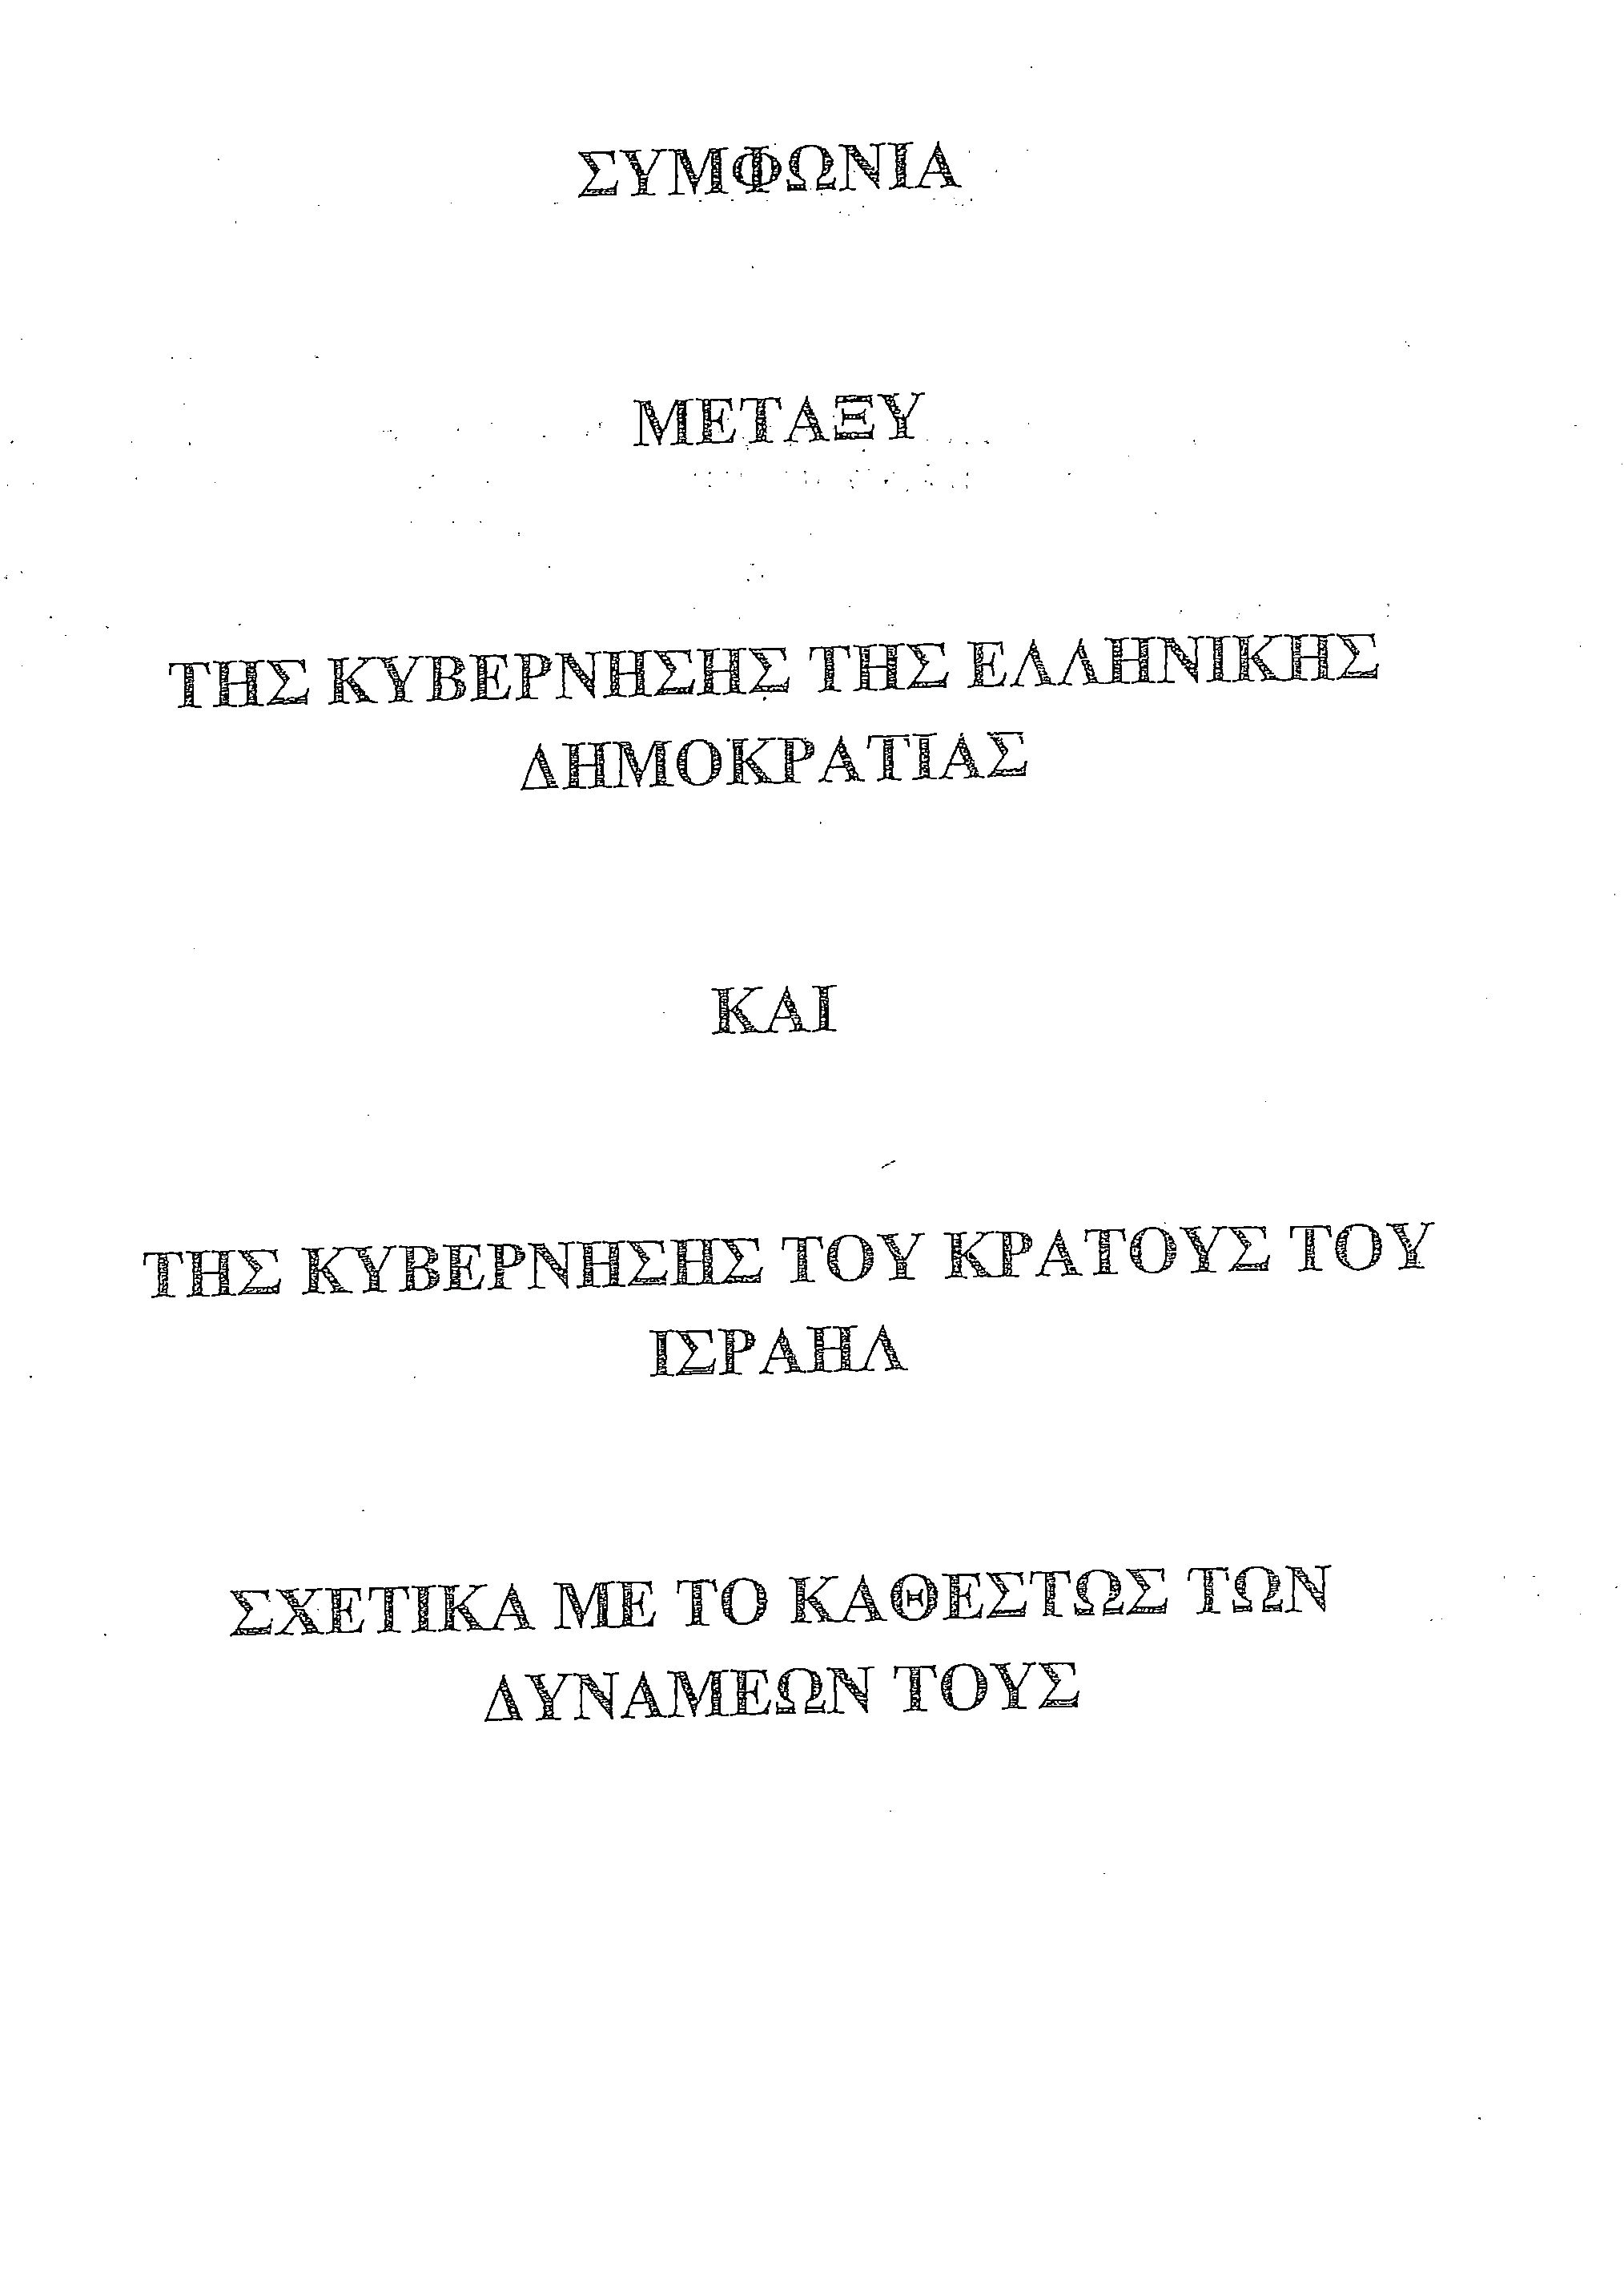 ΣΥΜΦΩΝΙΑ
ΜΕΤΑΞΥ
ΤΗΣ ΚΥΒΕΡΝΗΣΗΣ ΤΗΣ ΕΛΛΗΝΙΚΗΣ
ΔΗΜΟΚΡΑΤΙΑΣ
ΚΑΙ
ΤΗΣ ΚΥΒΕΡΝΗΣΗΣ ΤΟΥ ΚΡΑΤΟΥΣ ΤΟΥ
ΙΣΡΑΗΛ
ΣΧΕΤΙΚΑ ΜΕ ΤΟ ΚΑΘΕΣΤΩΣ ΤΩΝ
ΔΥΝΑΜΕΩΝ ΤΟΥΣ